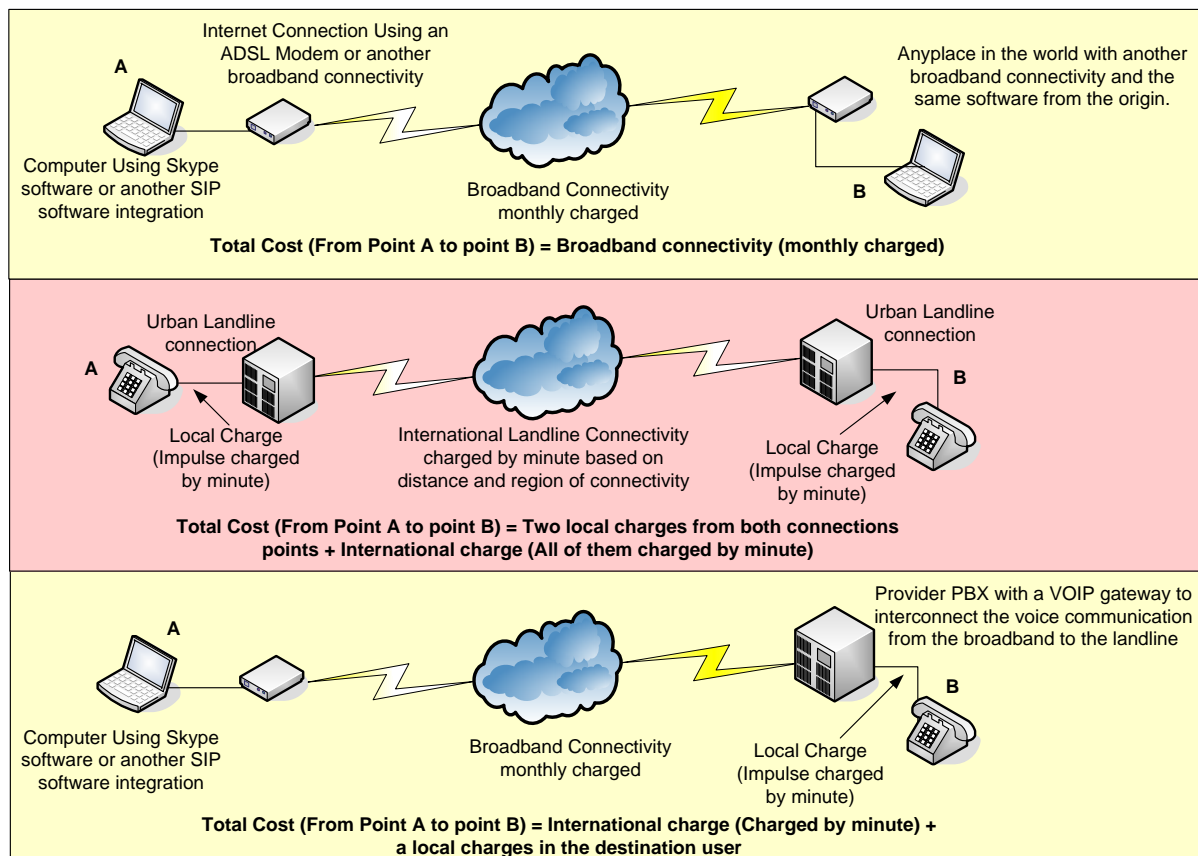 Internet Connection Using an
ADSL Modem or another
broadband connectivity
A
Anyplace in the world with another
broadband connectivity and the
same software from the origin.
Computer Using Skype
software or another SIP
software integration
Broadband Connectivity
monthly charged
B
Total Cost (From Point A to point B) = Broadband connectivity (monthly charged)
Urban Landline
connection
A
Urban Landline
connection
B
Local Charge
(Impulse charged
by minute)
International Landline Connectivity
charged by minute based on
distance and region of connectivity
Local Charge
(Impulse charged
by minute)
Total Cost (From Point A to point B) = Two local charges from both connections
points + International charge (All of them charged by minute)
A
Provider PBX with a VOIP gateway to
interconnect the voice communication
from the broadband to the landline
B
Computer Using Skype
software or another SIP
software integration
Broadband Connectivity
monthly charged
Local Charge
(Impulse charged
by minute)
Total Cost (From Point A to point B) = International charge (Charged by minute) +
a local charges in the destination user